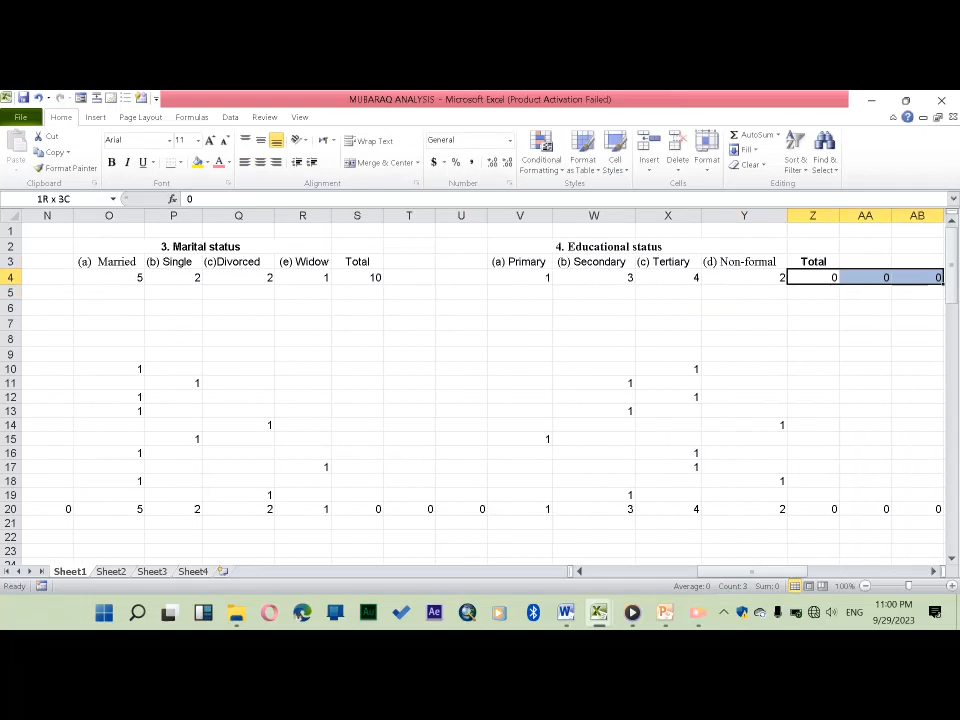 MUBARAQ ANALYSIS - Microsoft Excel (Product Activation Failed)
File Home Insert Page Layout Formulas Data Review View
Cut Arial 11 Wrap Text General AutoSum
Copy Fill
Paste Format Painter B I U A Merge & Center $ % , Conditional Formatting Format as Table Cell Styles Insert Delete Format Clear Sort & Filter Find & Select
Clipboard Font Alignment Number Styles Cells Editing
1R x 3C fx 0
N O P Q R S T U V W X Y Z AA AB
1
2 3. Marital status 4. Educational status
3 (a) Married (b) Single (c)Divorced (e) Widow Total (a) Primary (b) Secondary (c) Tertiary (d) Non-formal Total
4 5 2 2 1 10 1 3 4 2 0 0 0
5
6
7
8
9
10 1 1
11 1 1
12 1 1
13 1 1
14 1 1
15 1 1
16 1 1
17 1 1
18 1 1
19 1 1
20 0 5 2 2 1 0 0 0 1 3 4 2 0 0 0
21
22
23
24
Sheet1 Sheet2 Sheet3 Sheet4
Ready Average: 0 Count: 3 Sum: 0 100%
Au Ae W P ENG 11:00 PM
9/29/2023